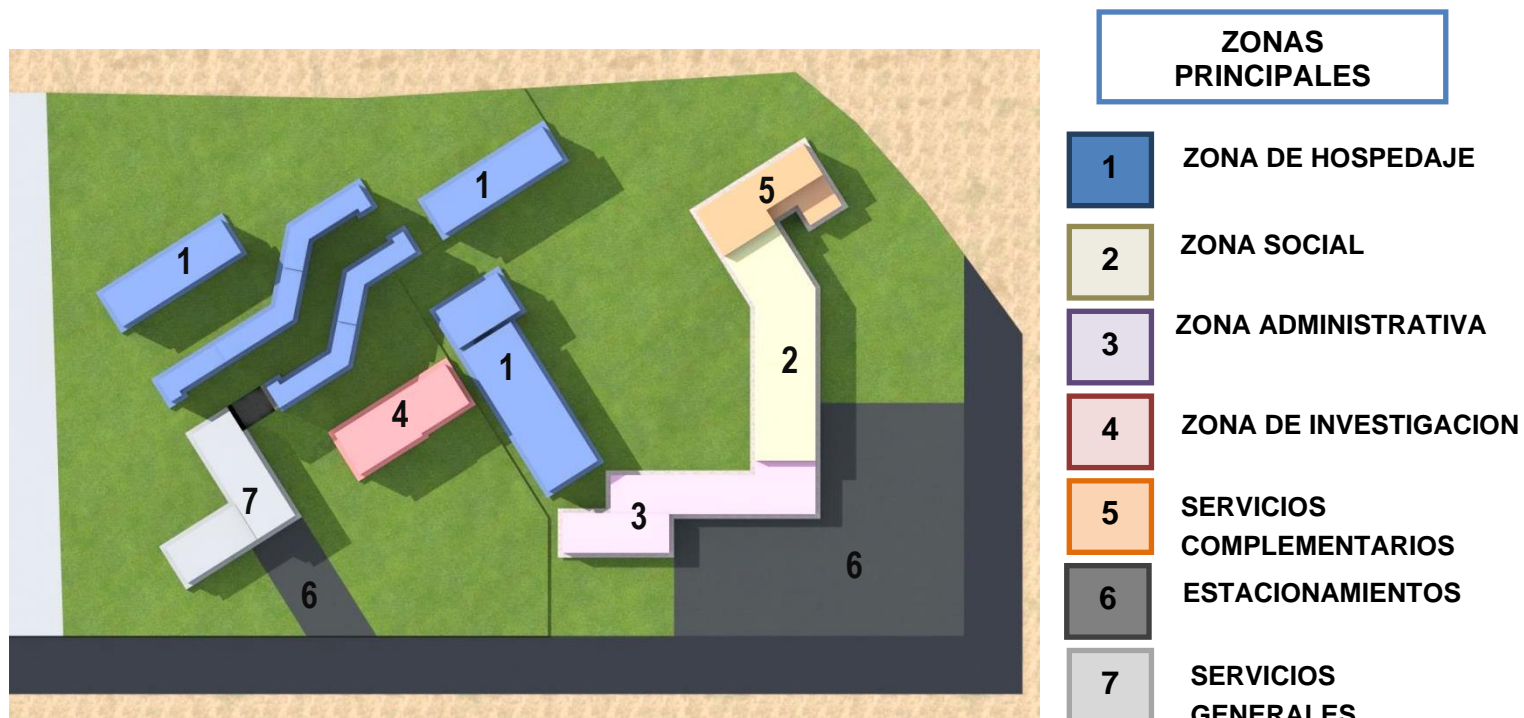 ZONAS
PRINCIPALES
1 ZONA DE HOSPEDAJE
2 ZONA SOCIAL
3 ZONA ADMINISTRATIVA
4 ZONA DE INVESTIGACION
5 SERVICIOS
COMPLEMENTARIOS
6 ESTACIONAMIENTOS
7 SERVICIOS
GENERALES
1
5
1
2
1
4
7
3
6
6